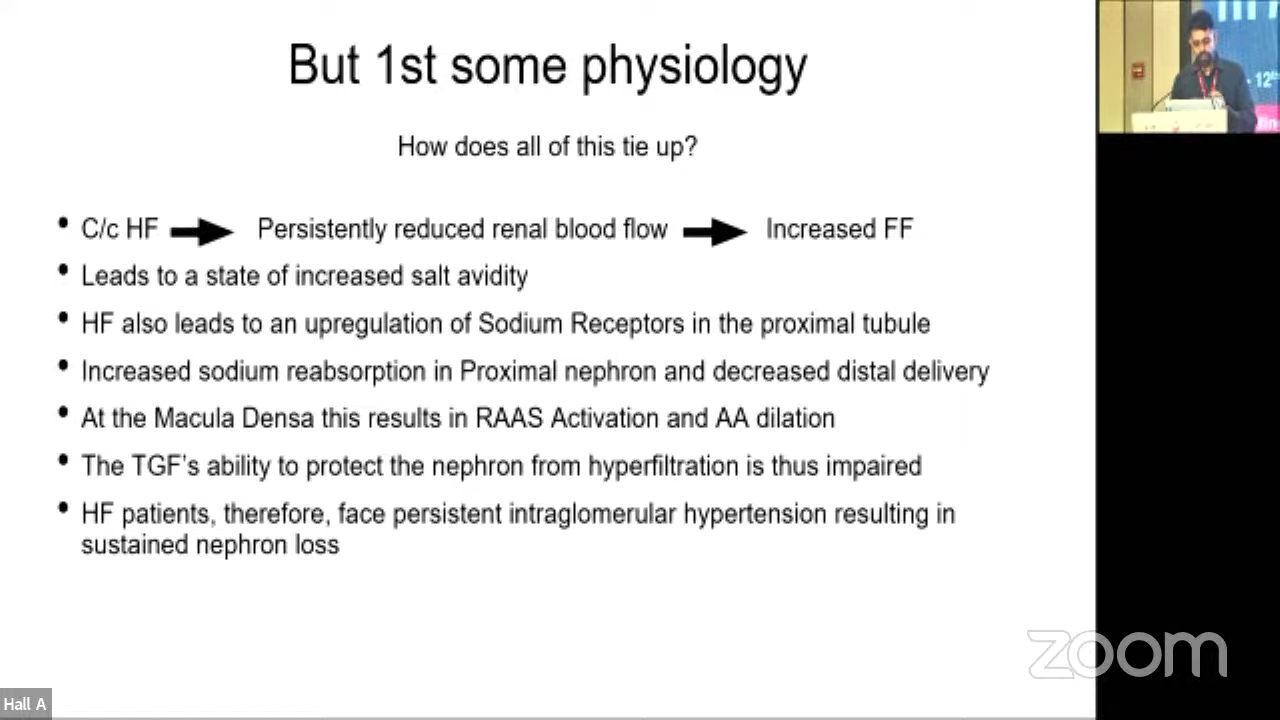 But 1st some physiology
How does all of this tie up?
• C/c HF Persistently reduced renal blood flow Increased FF
• Leads to a state of increased salt avidity
• HF also leads to an upregulation of Sodium Receptors in the proximal tubule
• Increased sodium reabsorption in Proximal nephron and decreased distal delivery
• At the Macula Densa this results in RAAS Activation and AA dilation
• The TGF's ability to protect the nephron from hyperfiltration is thus impaired
• HF patients, therefore, face persistent intraglomerular hypertension resulting in
sustained nephron loss
12th
zoom
Hall A